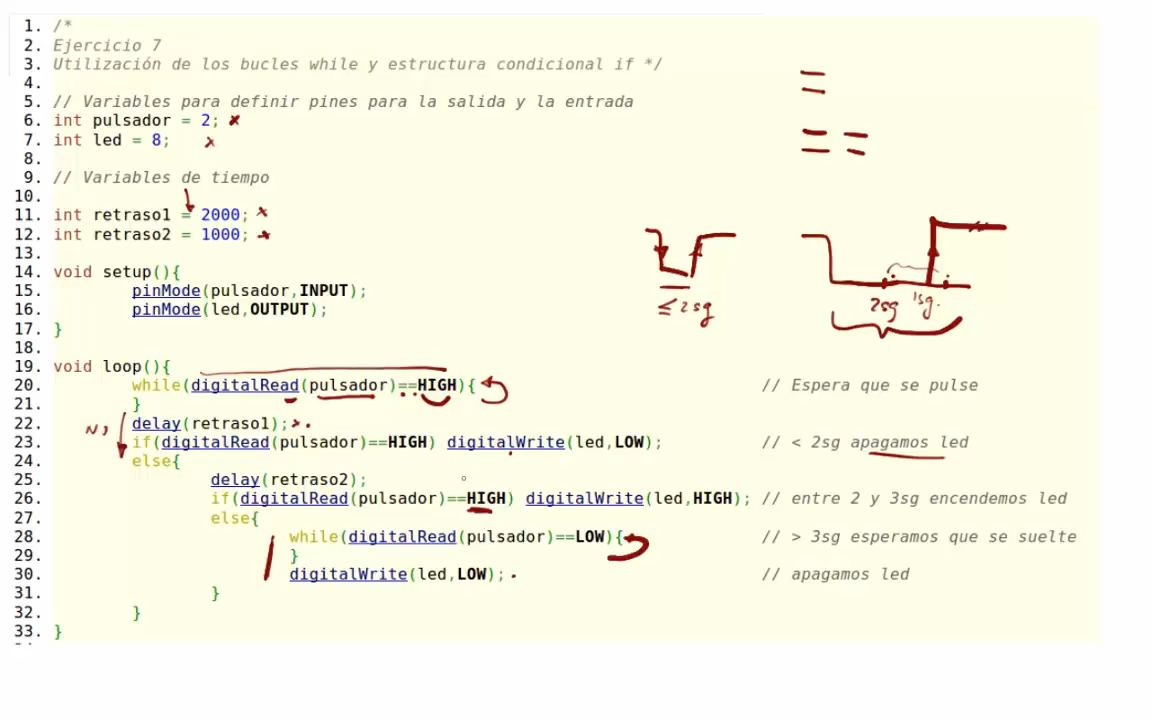 1. /*
2. Ejercicio 7
3. Utilización de los bucles while y estructura condicional if */
4.
5. // Variables para definir pines para la salida y la entrada
6. int pulsador = 2;
7. int led = 8;
8.
9. // Variables de tiempo
10.
11. int retraso1 = 2000;
12. int retraso2 = 1000;
13.
14. void setup(){
15. pinMode(pulsador,INPUT);
16. pinMode(led,OUTPUT);
17. }
18.
19. void loop(){
20. while(digitalRead(pulsador)==HIGH){ // Espera que se pulse
21. }
22. delay(retraso1);
23. if(digitalRead(pulsador)==HIGH) digitalWrite(led,LOW); // < 2sg apagamos led
24. else{
25. delay(retraso2);
26. if(digitalRead(pulsador)==HIGH) digitalWrite(led,HIGH); // entre 2 y 3sg encendemos led
27. else{
28. while(digitalRead(pulsador)==LOW){ // > 3sg esperamos que se suelte
29. }
30. digitalWrite(led,LOW); // apagamos led
31. }
32. }
33. }
≤ 2sg
2sg 1sg.